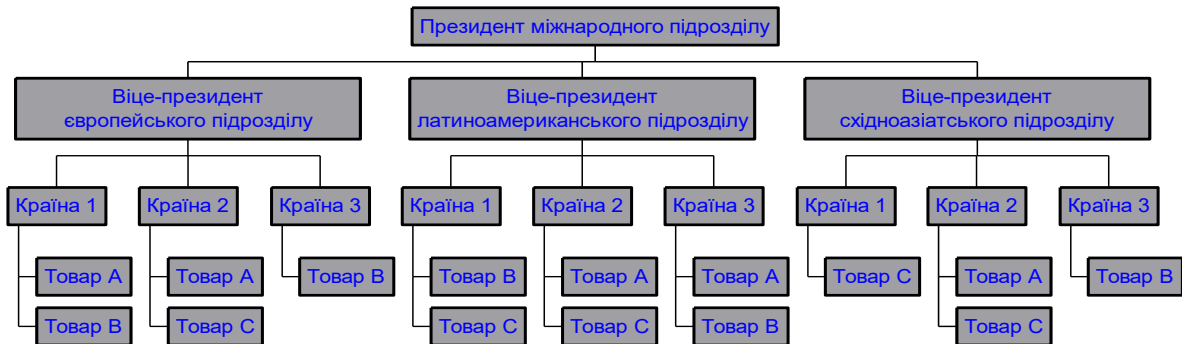 Президент міжнародного підрозділу
Віце-президент
європейського підрозділу
Віце-президент
латиноамериканського підрозділу
Віце-президент
східноазіатського підрозділу
Країна 1
Країна 2
Країна 3
Країна 1
Країна 2
Країна 3
Країна 1
Країна 2
Країна 3
Товар А
Товар А
Товар В
Товар В
Товар А
Товар А
Товар С
Товар А
Товар В
Товар В
Товар С
Товар С
Товар С
Товар В
Товар С